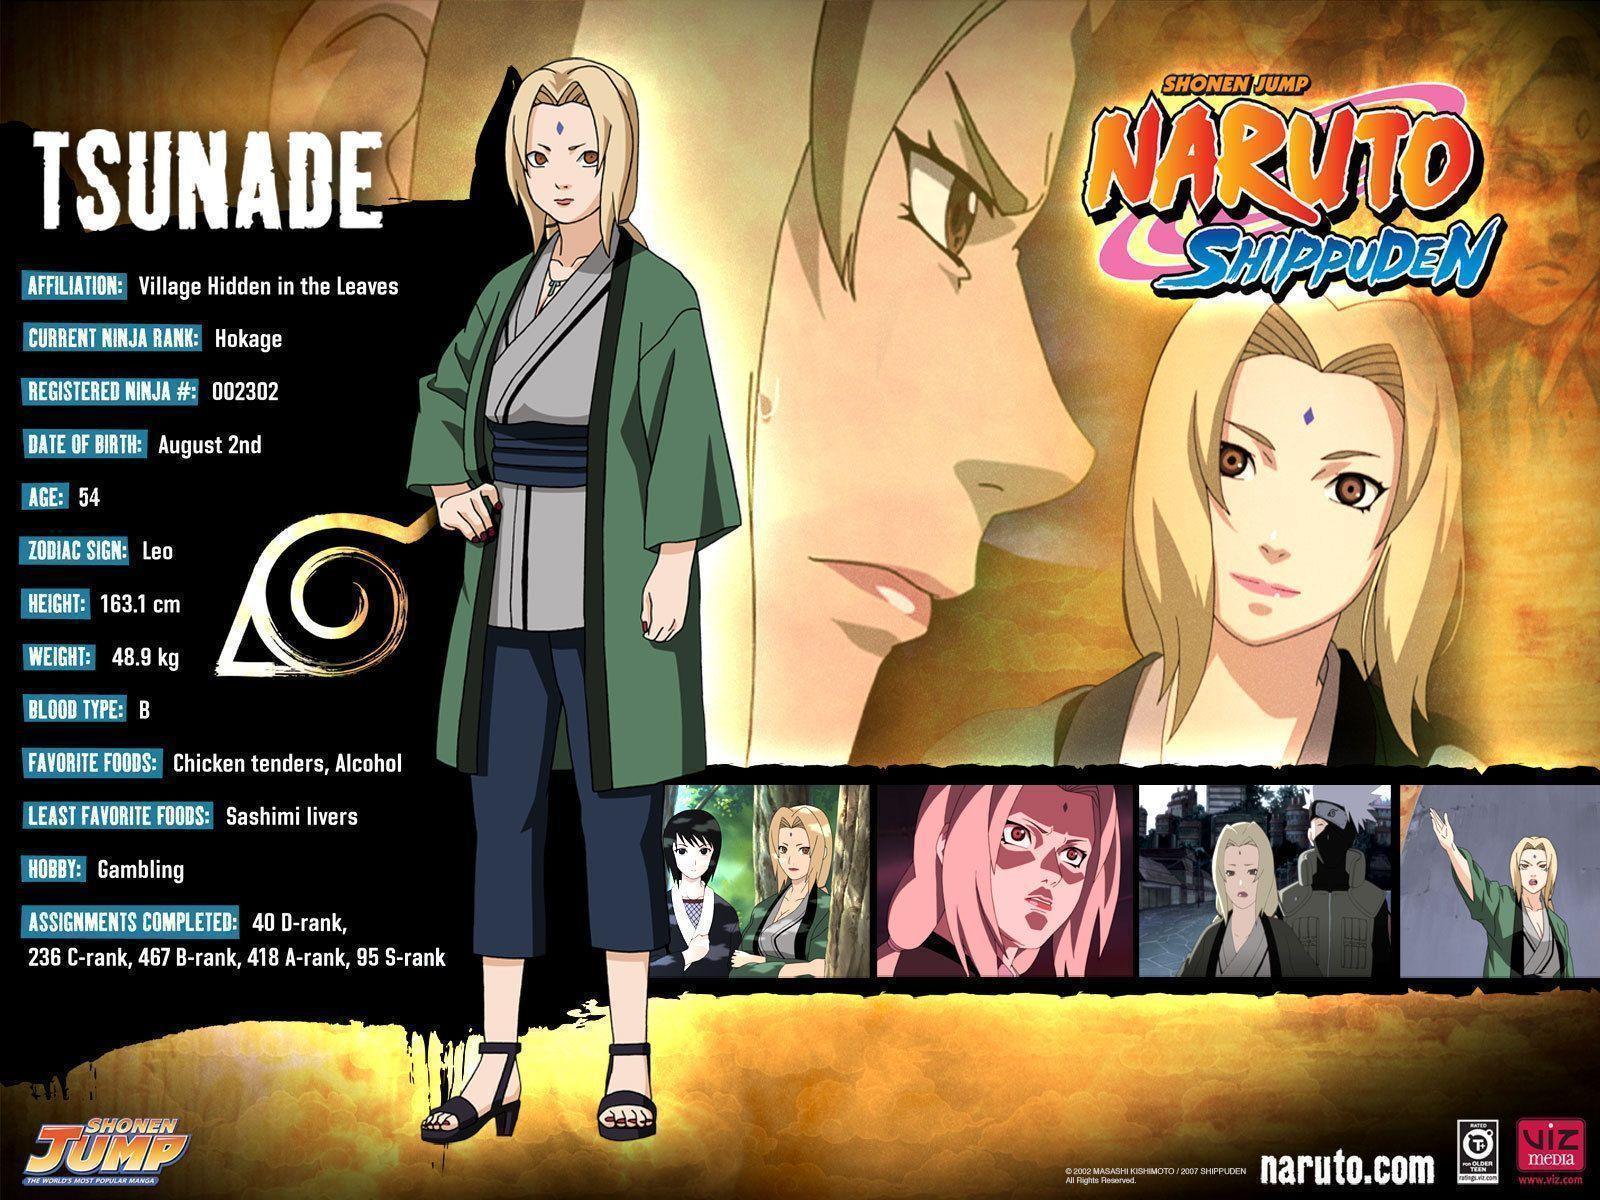 TSUNADE
AFFILIATION: Village Hidden in the Leaves
CURRENT NINJA RANK: Hokage
REGISTERED NINJA #: 002302
DATE OF BIRTH: August 2nd
AGE: 54
ZODIAC SIGN: Leo
HEIGHT: 163.1 cm
WEIGHT: 48.9 kg
BLOOD TYPE: B
FAVORITE FOODS: Chicken tenders, Alcohol
LEAST FAVORITE FOODS: Sashimi livers
HOBBY: Gambling
ASSIGNMENTS COMPLETED: 40 D-rank,
236 C-rank, 467 B-rank, 418 A-rank, 95 S-rank
SHONEN JUMP
NARUTO
SHIPPUDEN
SHONEN
JUMP
THE WORLD'S MOST POPULAR MANGA
© 2002 MASASHI KISHIMOTO / 2007 SHIPPUDEN
All Rights Reserved.
naruto.com
RATED
T+
FOR OLDER
TEEN
ratings.viz.com
VIZ
MEDIA
www.viz.com